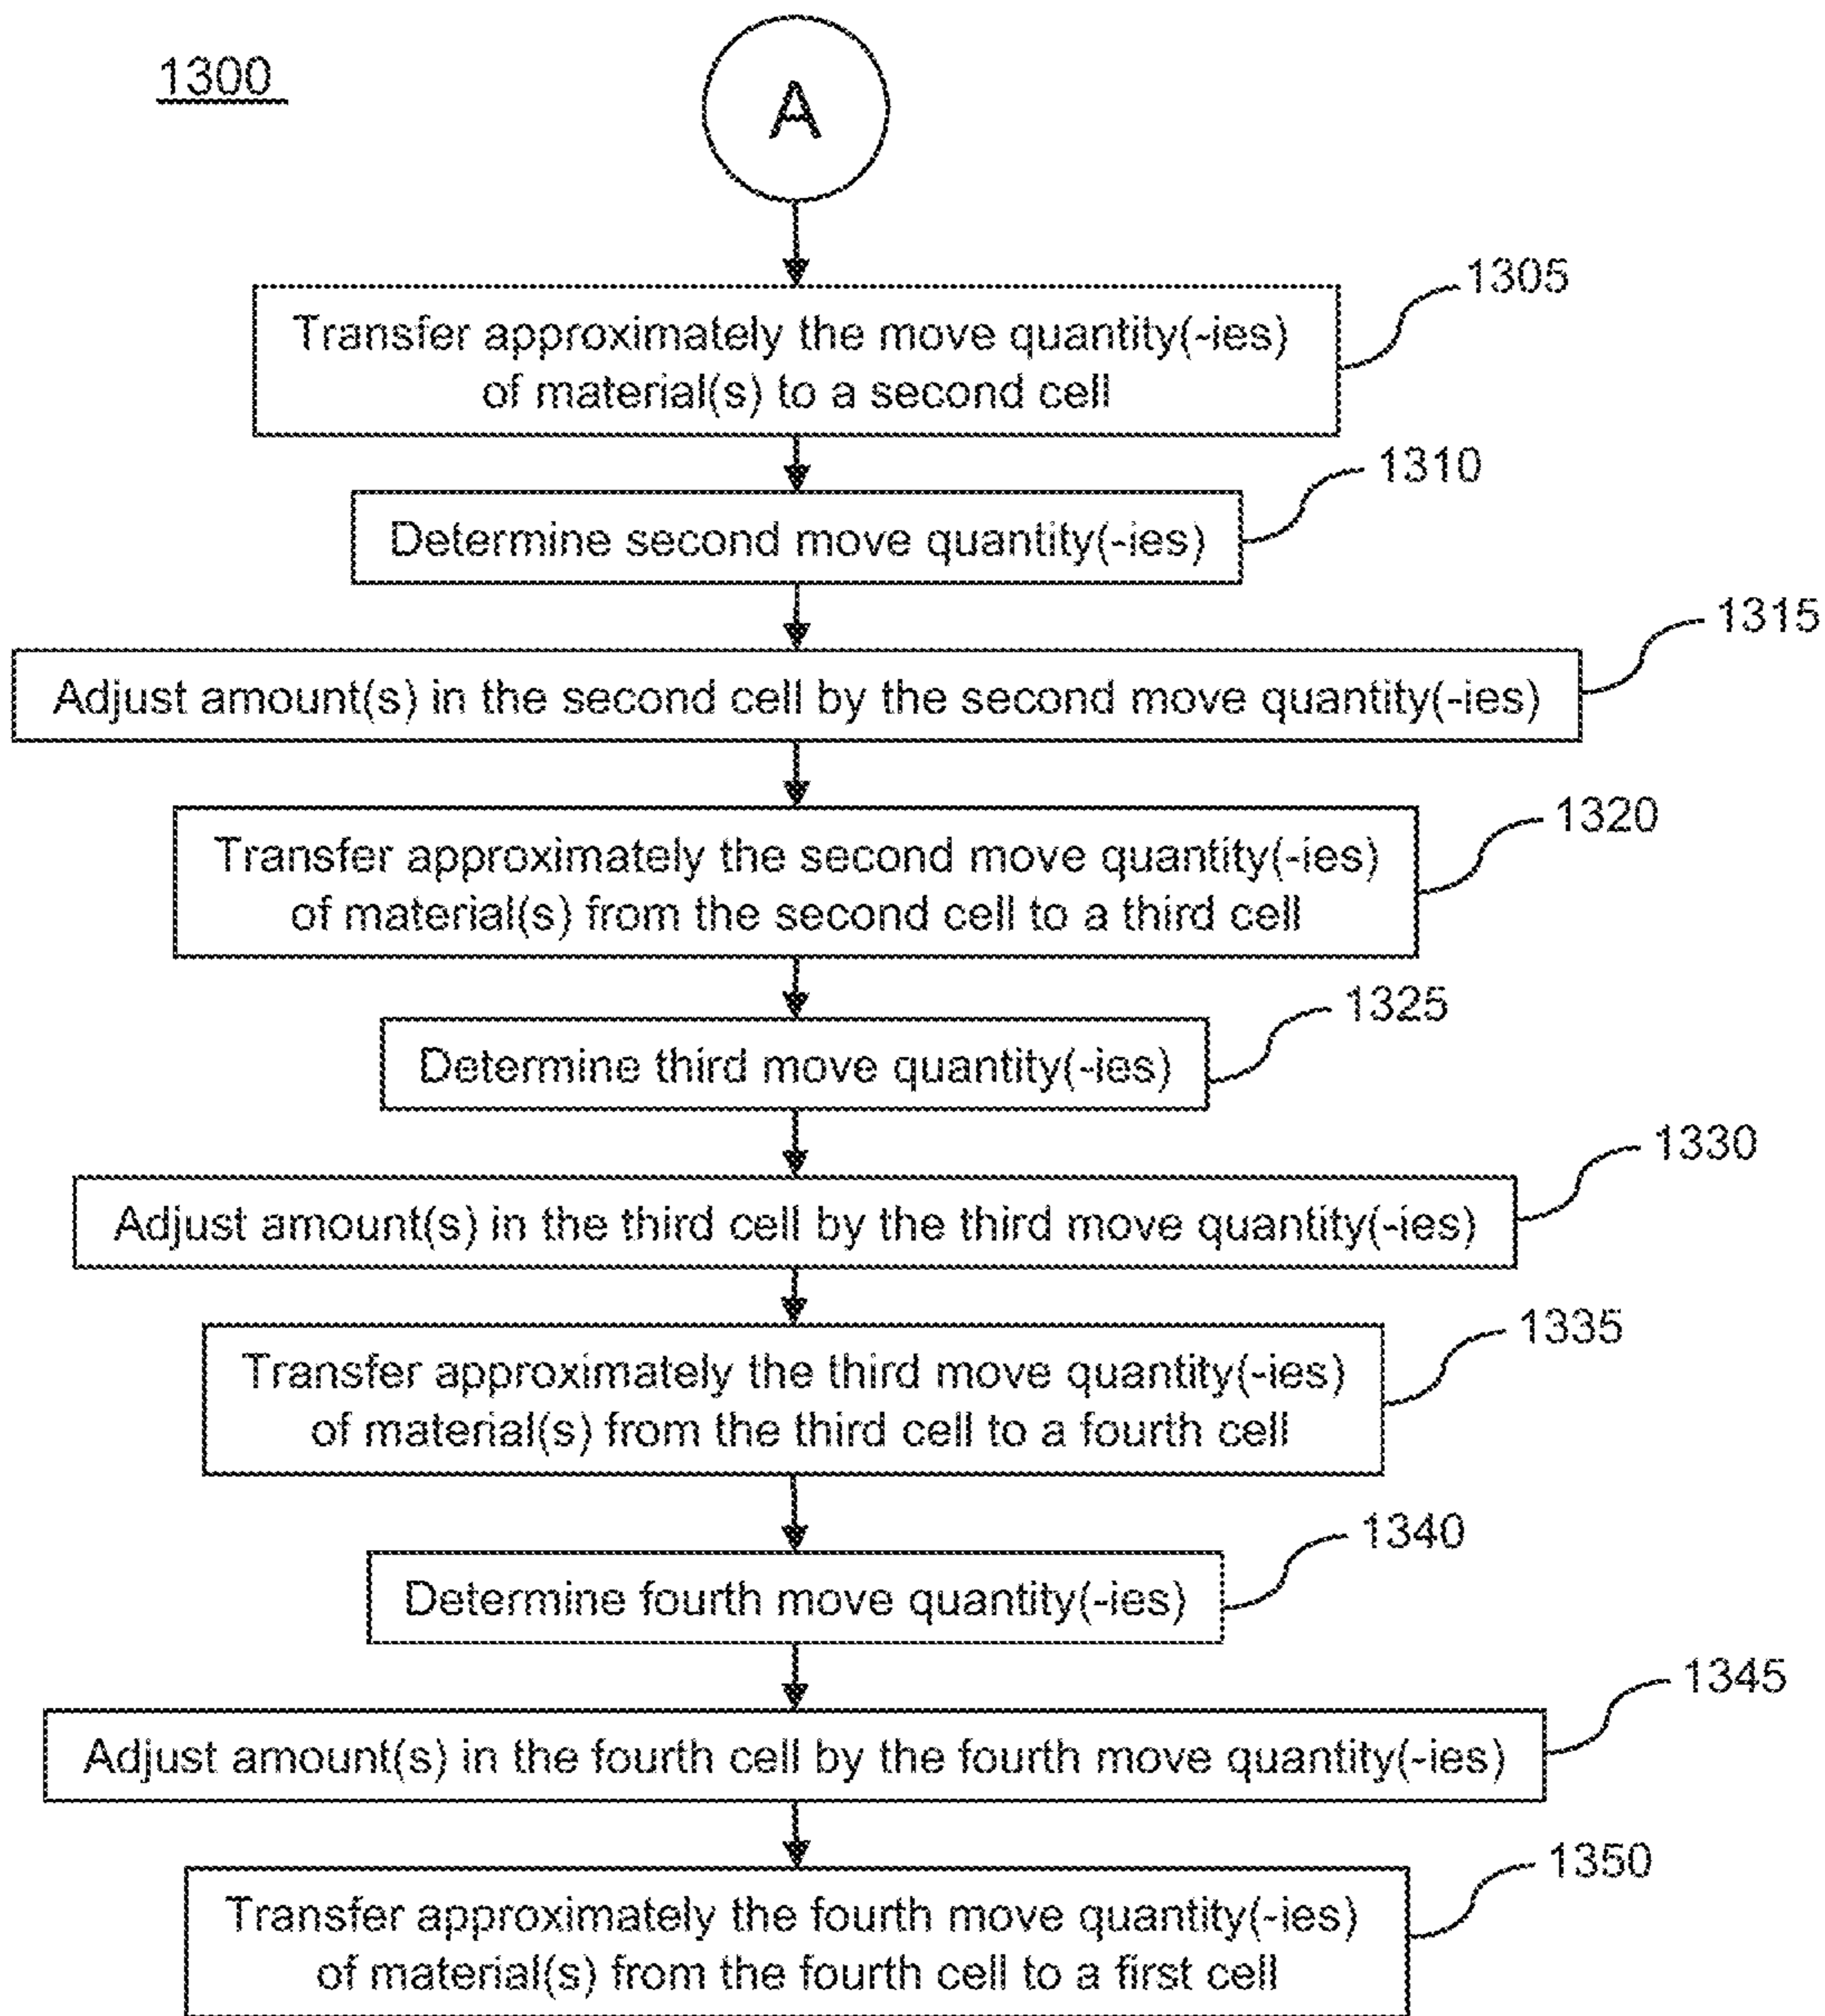 1300
A
1305
Transfer approximately the move quantity(-ies)
of material(s) to a second cell
1310
Determine second move quantity(-ies)
1315
Adjust amount(s) in the second cell by the second move quantity(-ies)
1320
Transfer approximately the second move quantity(-ies)
of material(s) from the second cell to a third cell
1325
Determine third move quantity(-ies)
1330
Adjust amount(s) in the third cell by the third move quantity(-ies)
1335
Transfer approximately the third move quantity(-ies)
of material(s) from the third cell to a fourth cell
1340
Determine fourth move quantity(-ies)
1345
Adjust amount(s) in the fourth cell by the fourth move quantity(-ies)
1350
Transfer approximately the fourth move quantity(-ies)
of material(s) from the fourth cell to a first cell